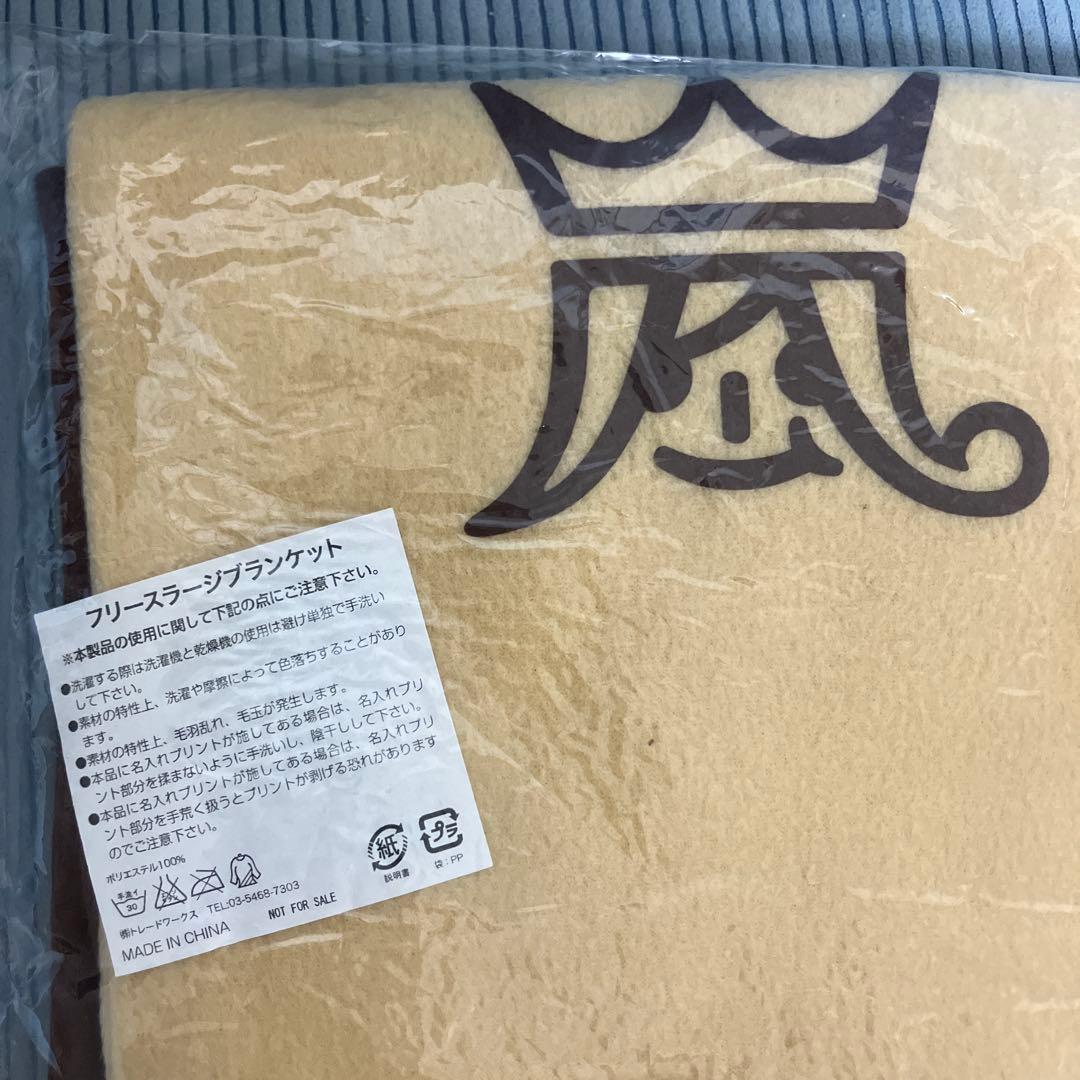 嵐
フリースラージブランケット
※本製品の使用に関して下記の点にご注意下さい。
●洗濯する際は洗濯機と乾燥機の使用は避け単独で手洗い
して下さい。
●素材の特性上、洗濯や摩擦によって色落ちすることがあり
ます。
●素材の特性上、毛羽乱れ、毛玉が発生します。
●本品に名入れプリントが施してある場合は、名入れプリ
ント部分を揉まないように手洗いし、陰干しして下さい。
●本品に名入れプリントが施してある場合は、名入れプリ
ント部分を手荒く扱うとプリントが剥げる恐れがあります
のでご注意下さい。
ポリエステル100%
手洗イ
30
紙
説明書
プラ
袋:PP
㈱トレードワークス TEL:03-5468-7303
NOT FOR SALE
MADE IN CHINA